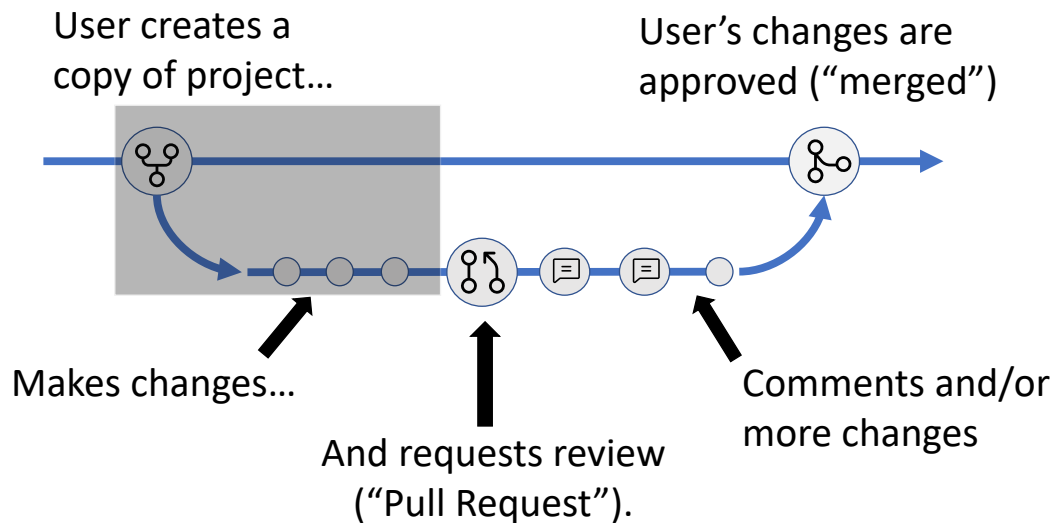 User creates a
copy of project…
User’s changes are
approved (“merged”)
Makes changes…
And requests review
(“Pull Request”).
Comments and/or
more changes